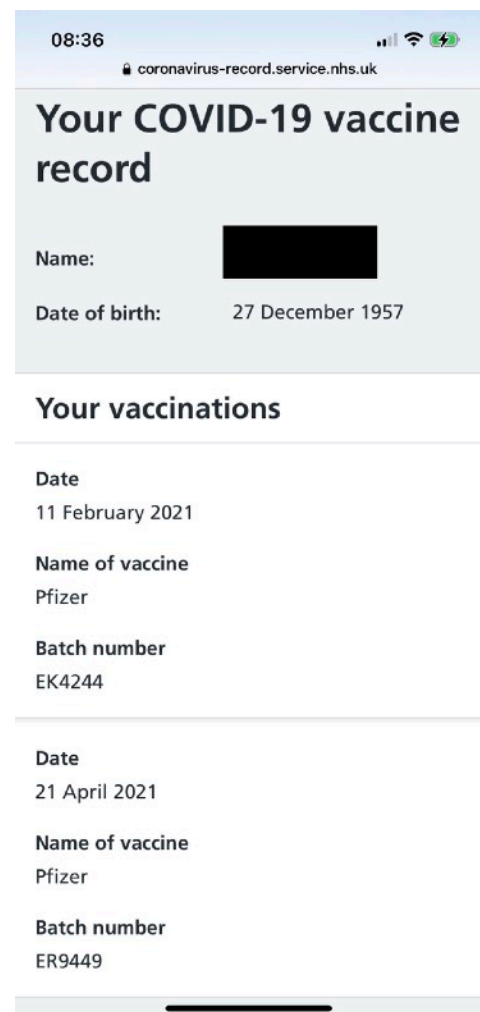 08:36
coronavirus-record.service.nhs.uk
Your COVID-19 vaccine
record
Name:
Date of birth: 27 December 1957
Your vaccinations
Date
11 February 2021
Name of vaccine
Pfizer
Batch number
EK4244
Date
21 April 2021
Name of vaccine
Pfizer
Batch number
ER9449